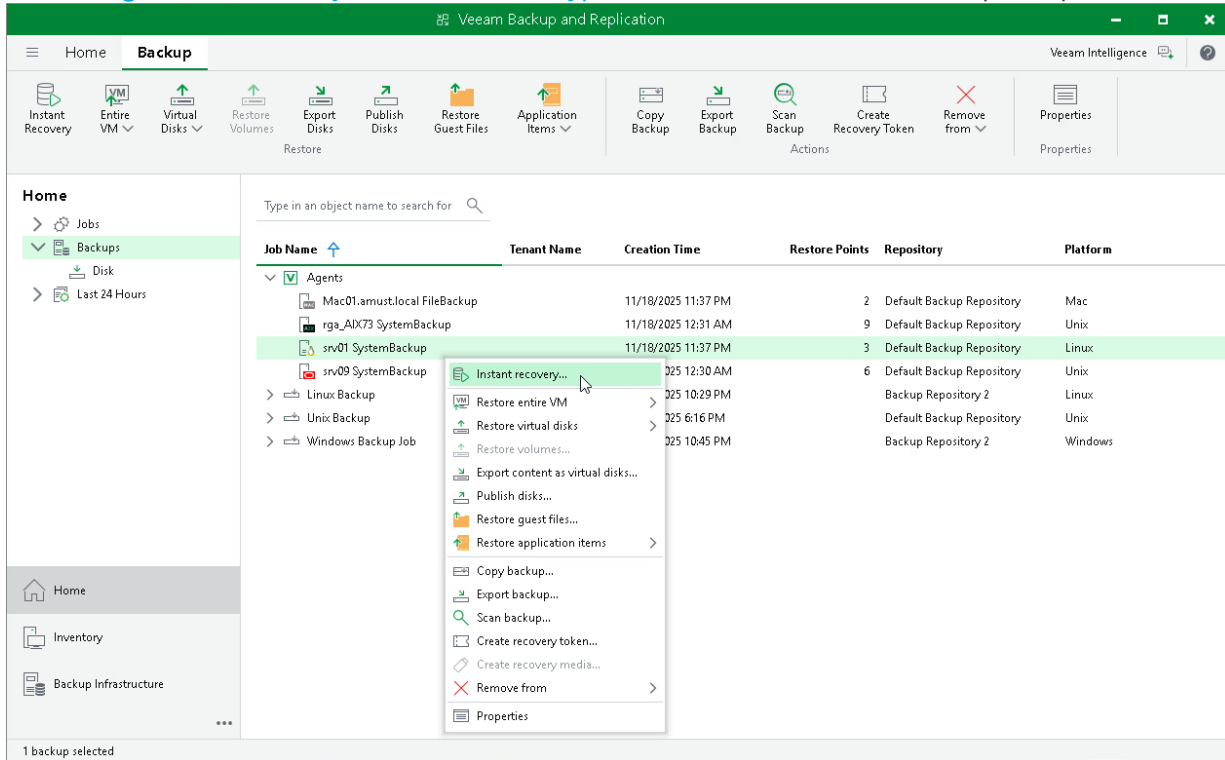 Veeam Backup and Replication
Home Backup Veeam Intelligence
Instant Recovery
Entire VM
Virtual Disks
Restore Volumes
Export Disks
Publish Disks
Restore Guest Files
Application Items
Copy Backup
Export Backup
Scan Backup
Create Recovery Token
Remove from
Properties
Restore Actions Properties
Home
Jobs
Backups
Disk
Last 24 Hours
Type in an object name to search for
Job Name Tenant Name Creation Time Restore Points Repository Platform
Agents
Mac01.amust.local FileBackup 11/18/2025 11:37 PM 2 Default Backup Repository Mac
rga_AIX73 SystemBackup 11/18/2025 12:31 AM 9 Default Backup Repository Unix
srv01 SystemBackup 11/18/2025 11:37 PM 3 Default Backup Repository Linux
srv09 SystemBackup 025 12:30 AM 6 Default Backup Repository Unix
Linux Backup 025 10:29 PM Backup Repository 2 Linux
Unix Backup 025 6:16 PM Default Backup Repository Unix
Windows Backup Job 025 10:45 PM Backup Repository 2 Windows
Instant recovery...
Restore entire VM
Restore virtual disks
Restore volumes...
Export content as virtual disks...
Publish disks...
Restore guest files...
Restore application items
Copy backup...
Export backup...
Scan backup...
Create recovery token...
Create recovery media...
Remove from
Properties
Home
Inventory
Backup Infrastructure
1 backup selected